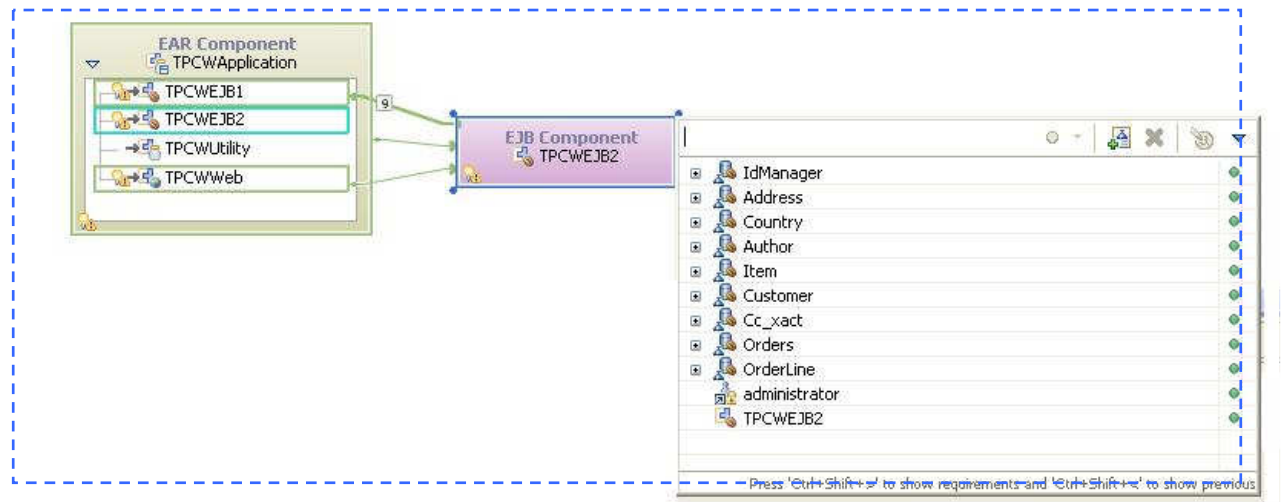 EAR Component
TPCWApplication
TPCWEJB1
TPCWEJB2
TPCWUtility
TPCWWeb
9
EJB Component
TPCWEJB2
IdManager
Address
Country
Author
Item
Customer
Cc_xact
Orders
OrderLine
administrator
TPCWEJB2
Press 'Ctrl+Shift+>' to show requirements and 'Ctrl+Shift+<' to show previous